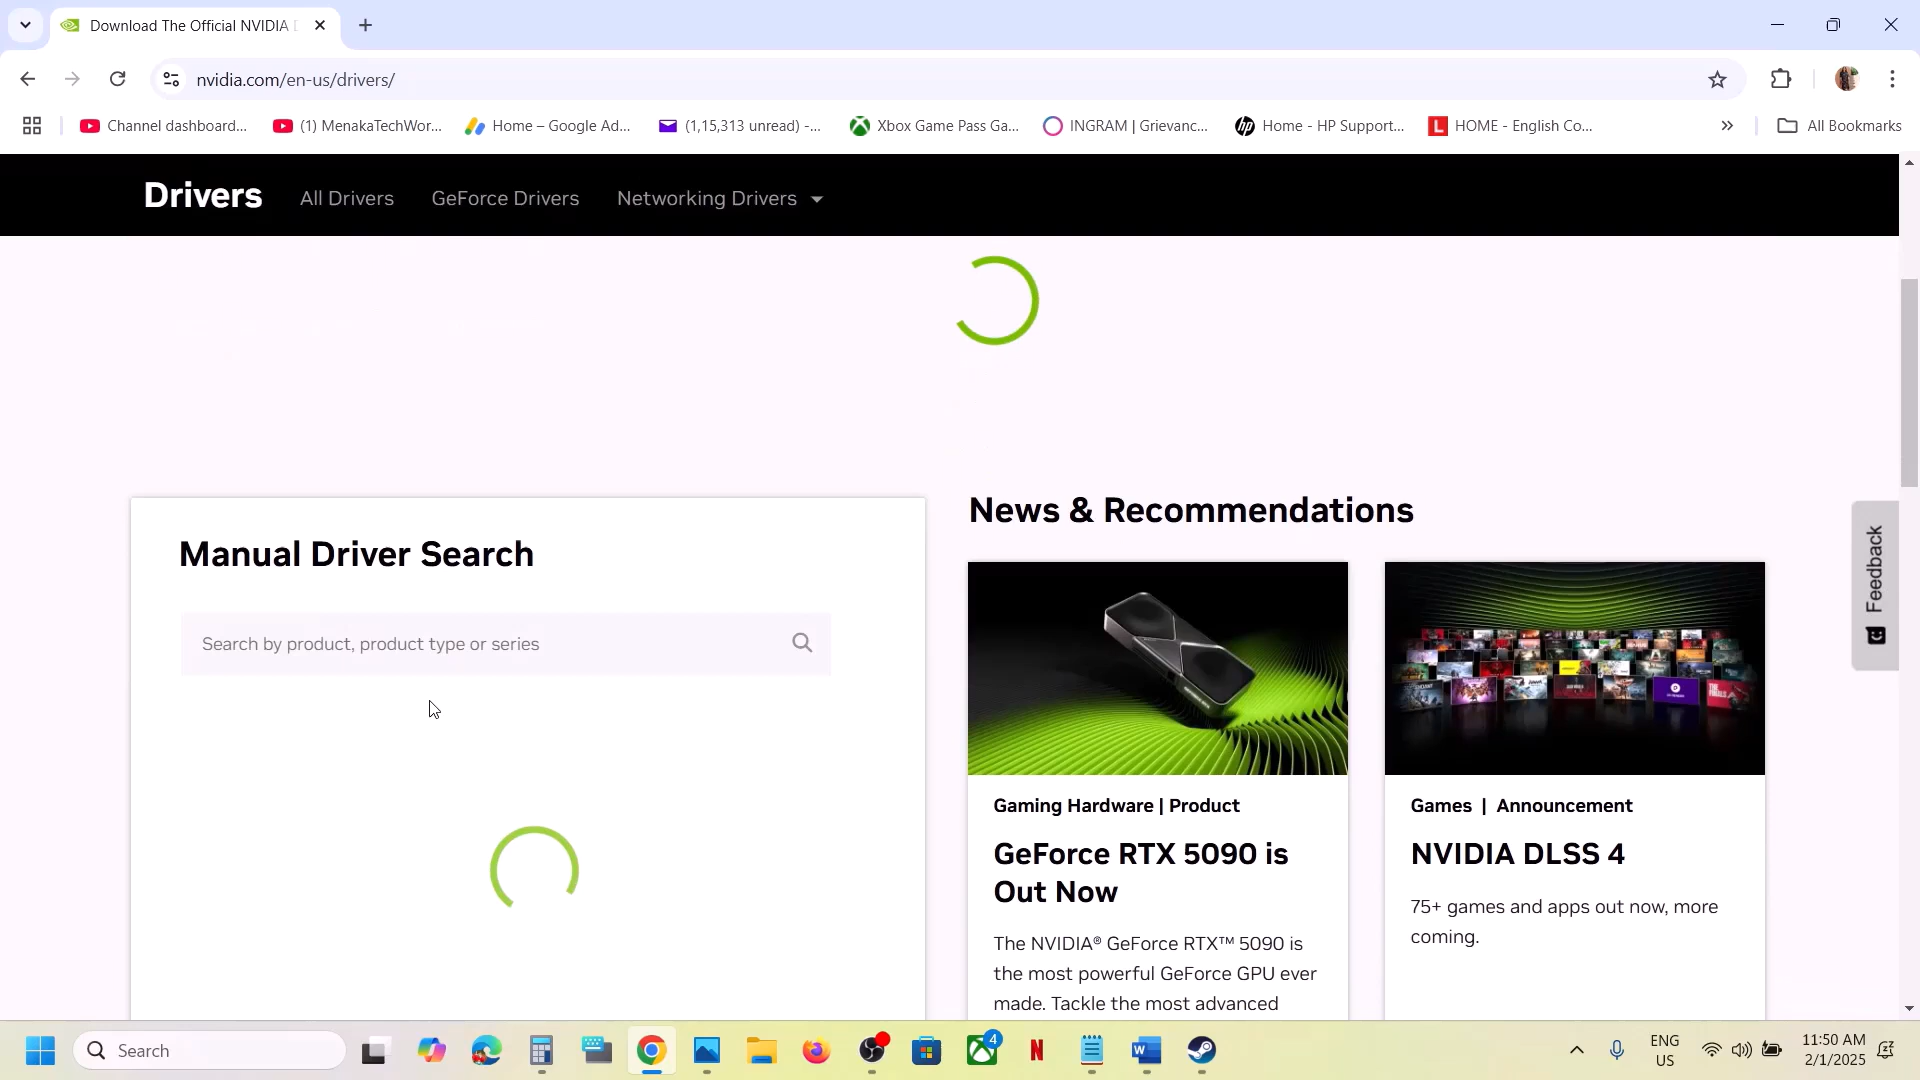 Download The Official NVIDIA
nvidia.com/en-us/drivers/
Channel dashboard...
(1) MenakaTechWor...
Home – Google Ad...
(1,15,313 unread) -...
Xbox Game Pass Ga...
INGRAM | Grievanc...
Home - HP Support...
HOME - English Co...
All Bookmarks
Drivers
All Drivers
GeForce Drivers
Networking Drivers
Manual Driver Search
Search by product, product type or series
News & Recommendations
Gaming Hardware | Product
GeForce RTX 5090 is
Out Now
The NVIDIA® GeForce RTX™ 5090 is
the most powerful GeForce GPU ever
made. Tackle the most advanced
Games | Announcement
NVIDIA DLSS 4
75+ games and apps out now, more
coming.
Feedback
Search
4
ENG
US
11:50 AM
2/1/2025